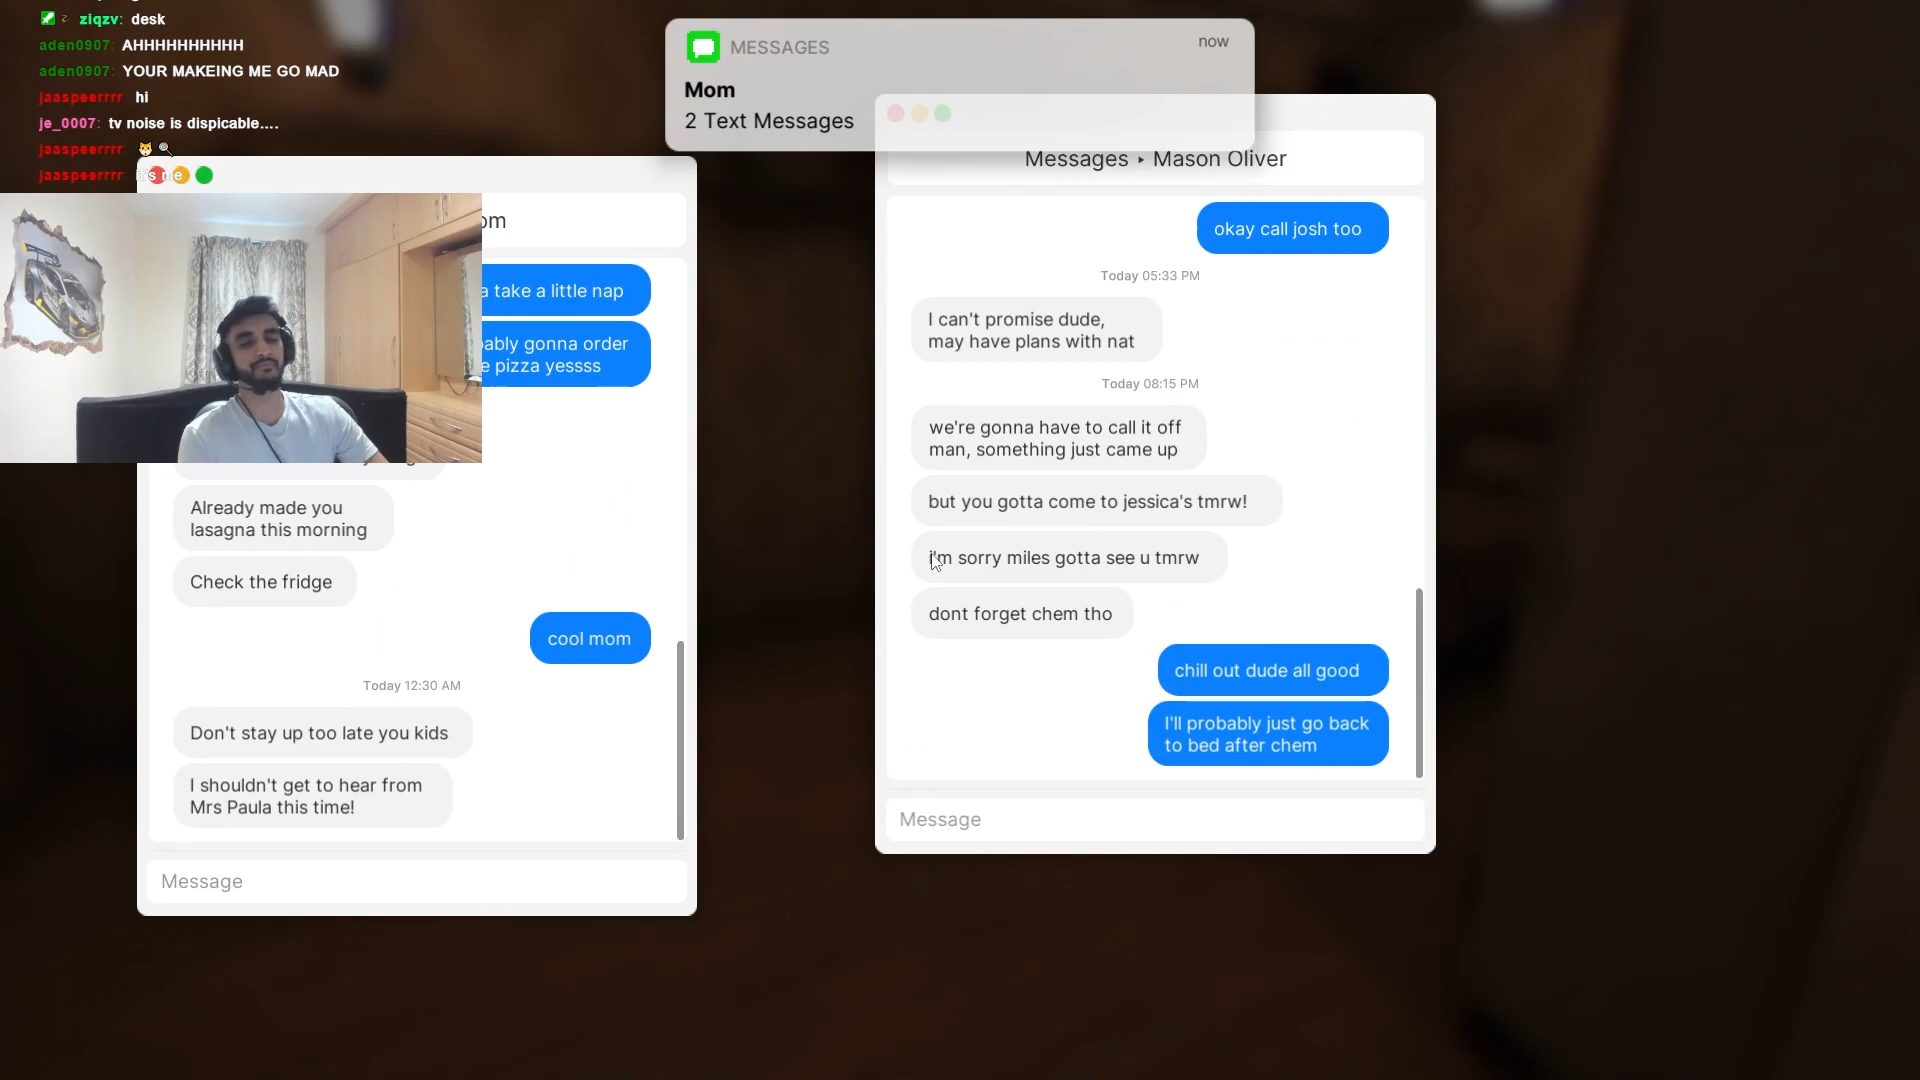 ziqzv: desk
aden0907: AHHHHHHHHHH
aden0907: YOUR MAKEING ME GO MAD
jaaspeerrrr hi
je_0007: tv noise is dispicable....
jaaspeerrrr
jaaspeerrrr it's me
MESSAGES
now
Mom
2 Text Messages
om
a take a little nap
bably gonna order
e pizza yessss
Already made you
lasagna this morning
Check the fridge
cool mom
Today 12:30 AM
Don't stay up too late you kids
I shouldn't get to hear from
Mrs Paula this time!
Message
Messages ‣ Mason Oliver
okay call josh too
Today 05:33 PM
I can't promise dude,
may have plans with nat
Today 08:15 PM
we're gonna have to call it off
man, something just came up
but you gotta come to jessica's tmrw!
i'm sorry miles gotta see u tmrw
dont forget chem tho
chill out dude all good
I'll probably just go back
to bed after chem
Message